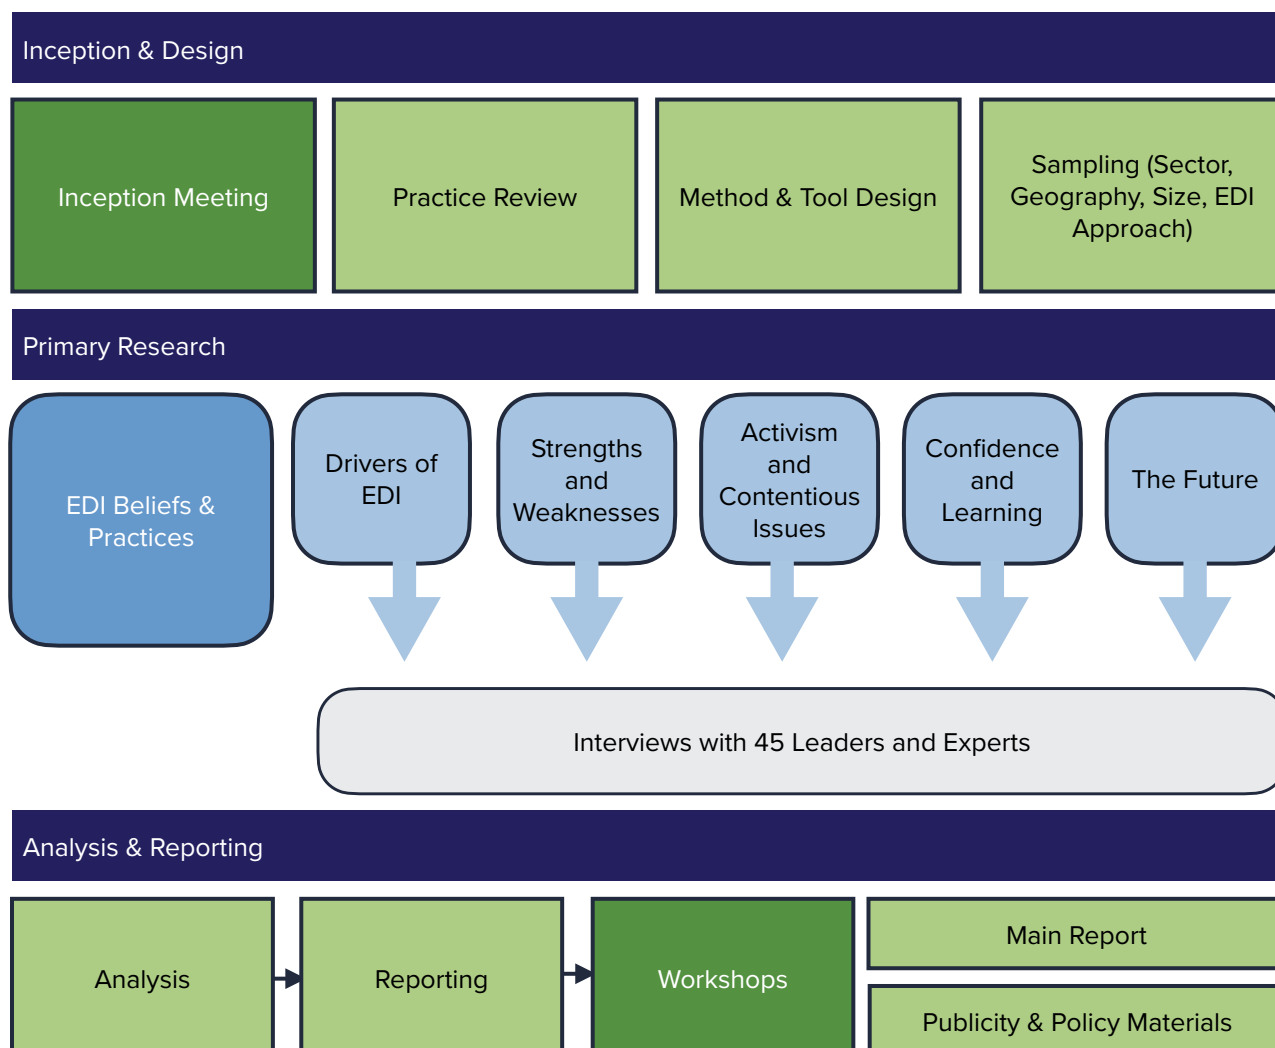 Inception & Design
Inception Meeting
Practice Review
Method & Tool Design
Sampling (Sector,
Geography, Size, EDI
Approach)
Primary Research
EDI Beliefs &
Practices
Drivers of
EDI
Strengths
and
Weaknesses
Activism
and
Contentious
Issues
Confidence
and
Learning
The Future
Interviews with 45 Leaders and Experts
Analysis & Reporting
Analysis
Reporting
Workshops
Main Report
Publicity & Policy Materials